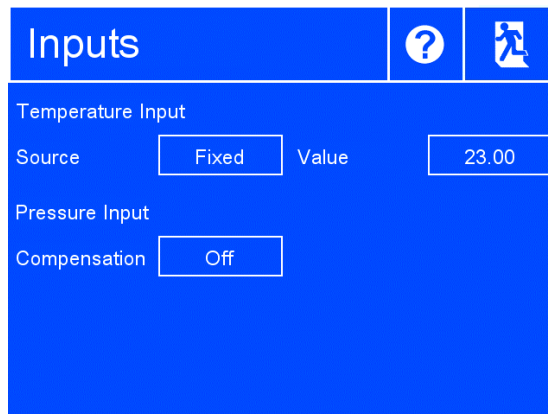 Inputs ?
Temperature Input
Source Fixed Value 23.00
Pressure Input
Compensation Off